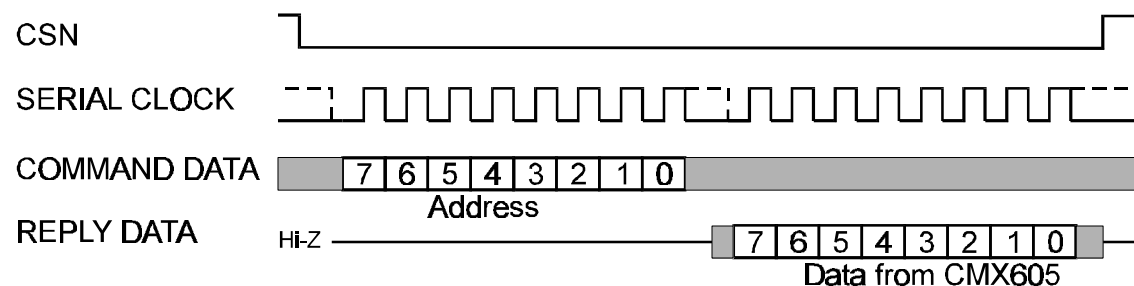 CSN
SERIAL CLOCK
COMMAND DATA 7 6 5 4 3 2 1 0
Address
REPLY DATA Hi-Z 7 6 5 4 3 2 1 0
Data from CMX605